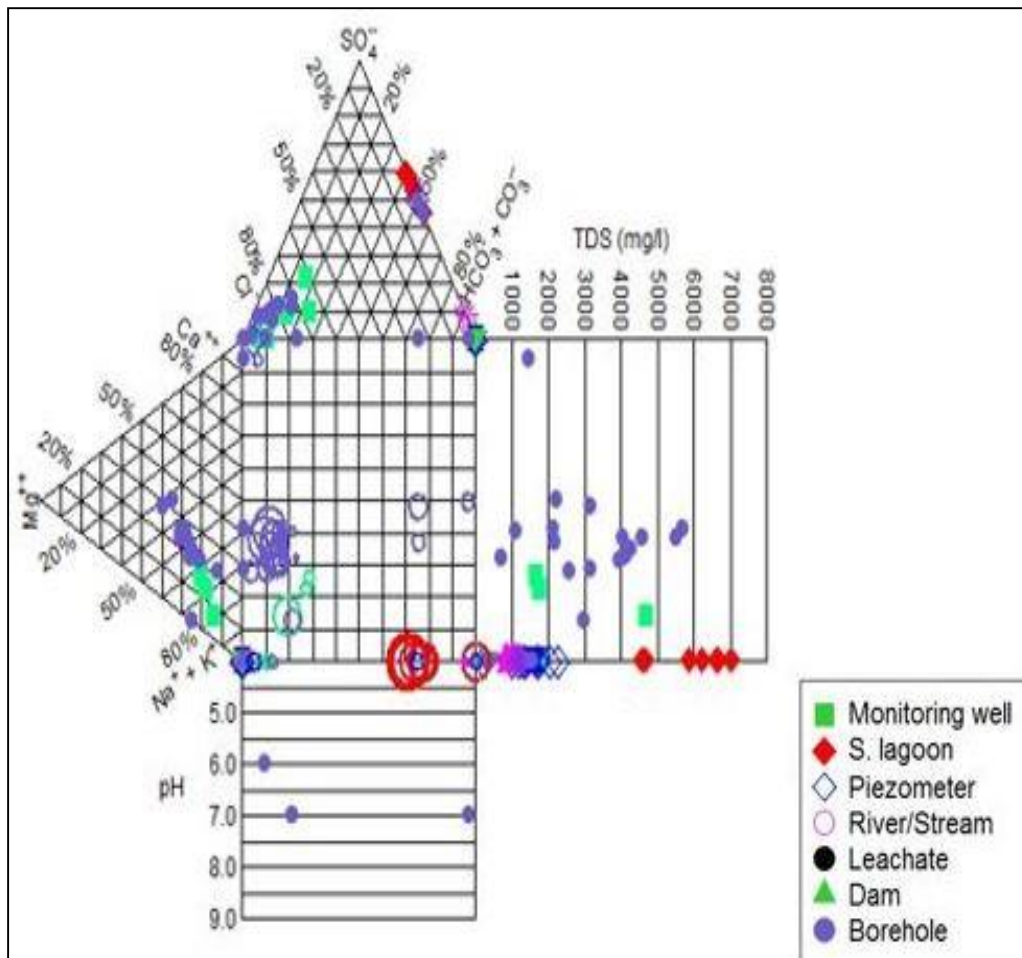 SO₄⁻⁻
20%
20%
50%
50%
80%
80%
Cl⁻
HCO₃⁻ + CO₃⁻
TDS (mg/l)
1000
2000
3000
4000
5000
6000
7000
8000
Ca⁺⁺
80%
50%
20%
Mg⁺⁺
20%
50%
80%
Na⁺ + K⁺
5.0
6.0
pH
7.0
8.0
9.0
Monitoring well
S. lagoon
Piezometer
River/Stream
Leachate
Dam
Borehole